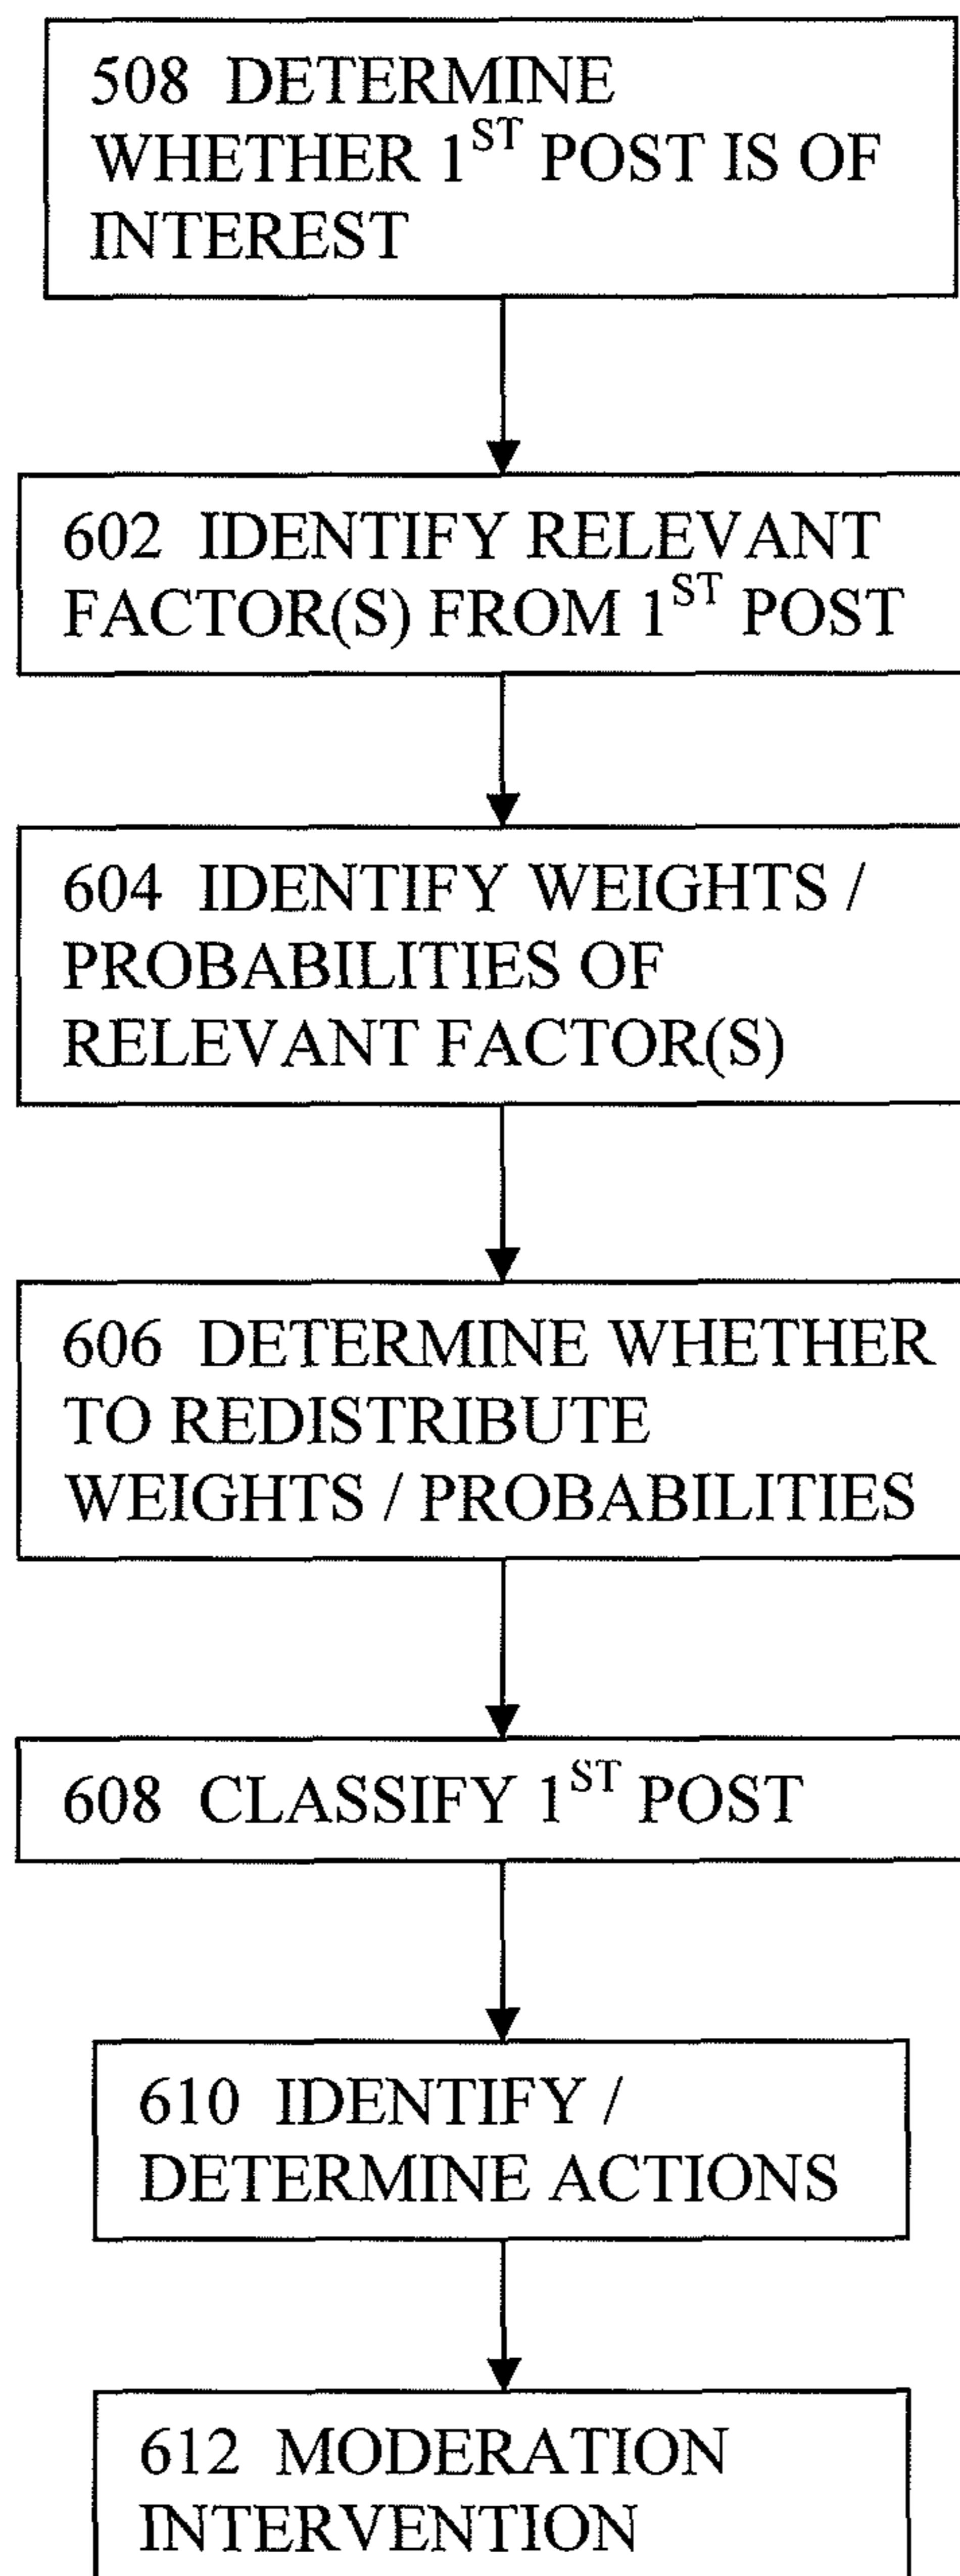 508 DETERMINE
WHETHER 1ST POST IS OF
INTEREST
602 IDENTIFY RELEVANT
FACTOR(S) FROM 1ST POST
604 IDENTIFY WEIGHTS /
PROBABILITIES OF
RELEVANT FACTOR(S)
606 DETERMINE WHETHER
TO REDISTRIBUTE
WEIGHTS / PROBABILITIES
608 CLASSIFY 1ST POST
610 IDENTIFY /
DETERMINE ACTIONS
612 MODERATION
INTERVENTION